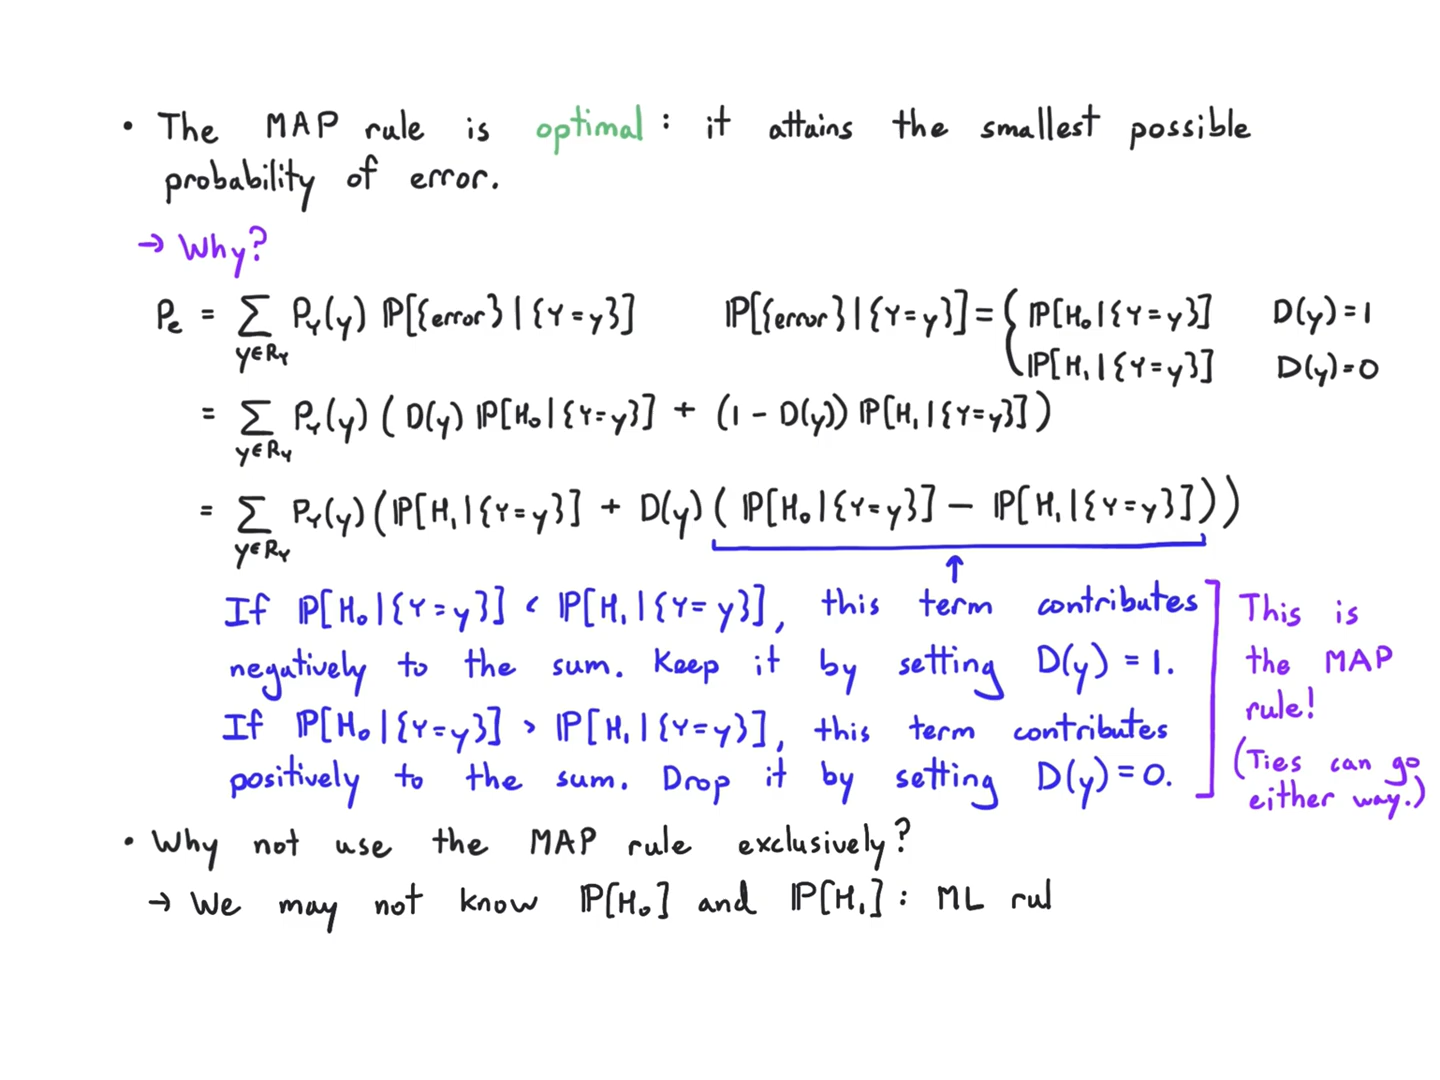 • The MAP rule is optimal: it attains the smallest possible
probability of error.
→ Why?
Pₑ = ∑_{y∈R_Y} P_Y(y) ℙ[{error}|{Y=y}]    ℙ[{error}|{Y=y}] = { ℙ[H₀|{Y=y}]    D(y)=1
ℙ[H₁|{Y=y}]    D(y)=0
= ∑_{y∈R_Y} P_Y(y) ( D(y) ℙ[H₀|{Y=y}] + (1 - D(y)) ℙ[H₁|{Y=y}] )
= ∑_{y∈R_Y} P_Y(y) ( ℙ[H₁|{Y=y}] + D(y) ( ℙ[H₀|{Y=y}] − ℙ[H₁|{Y=y}] ) )
↑
If ℙ[H₀|{Y=y}] < ℙ[H₁|{Y=y}], this term contributes
negatively to the sum. Keep it by setting D(y) = 1.
If ℙ[H₀|{Y=y}] > ℙ[H₁|{Y=y}], this term contributes
positively to the sum. Drop it by setting D(y) = 0.
This is
the MAP
rule!
(Ties can go
either way.)
• Why not use the MAP rule exclusively?
→ We may not know ℙ[H₀] and ℙ[H₁]: ML rul